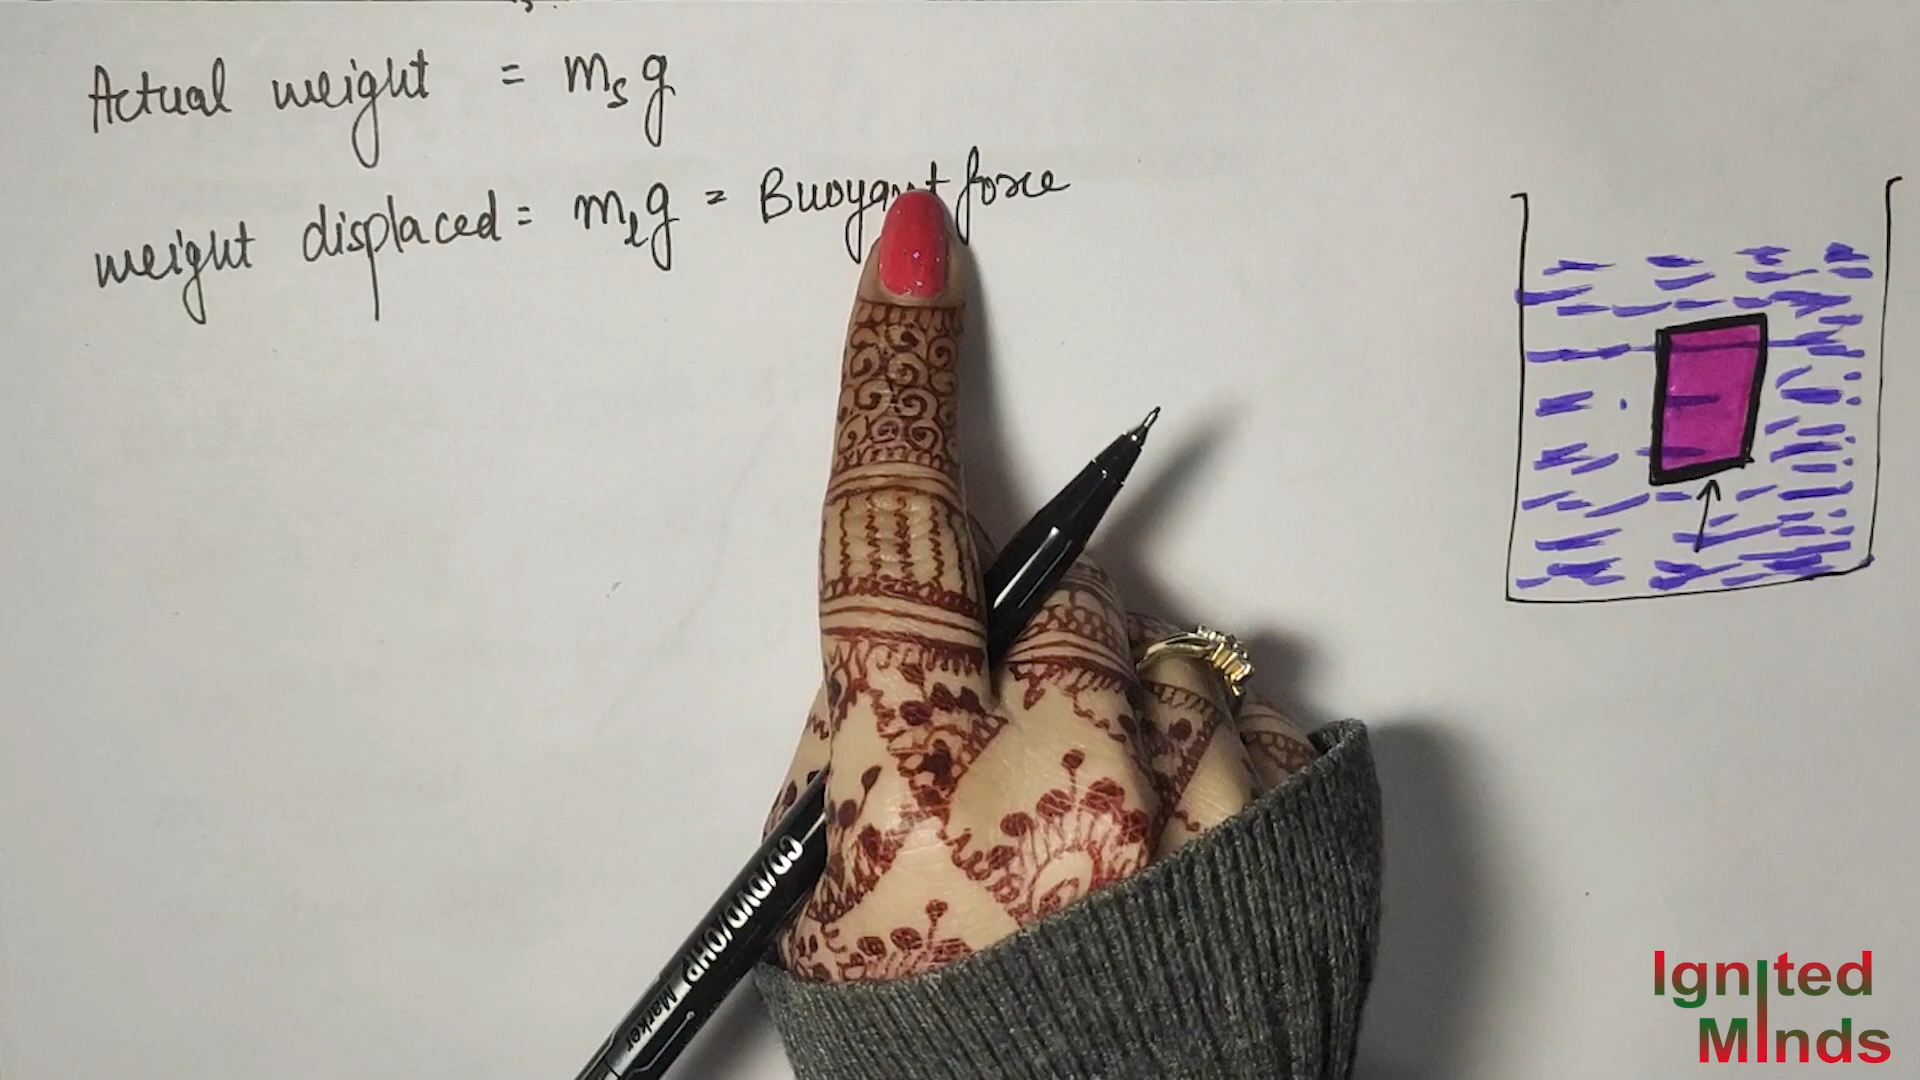 Actual weight = msg
weight displaced = mlg = Buoyant force
CD/DVD/OHP Marker
Ignited
Minds